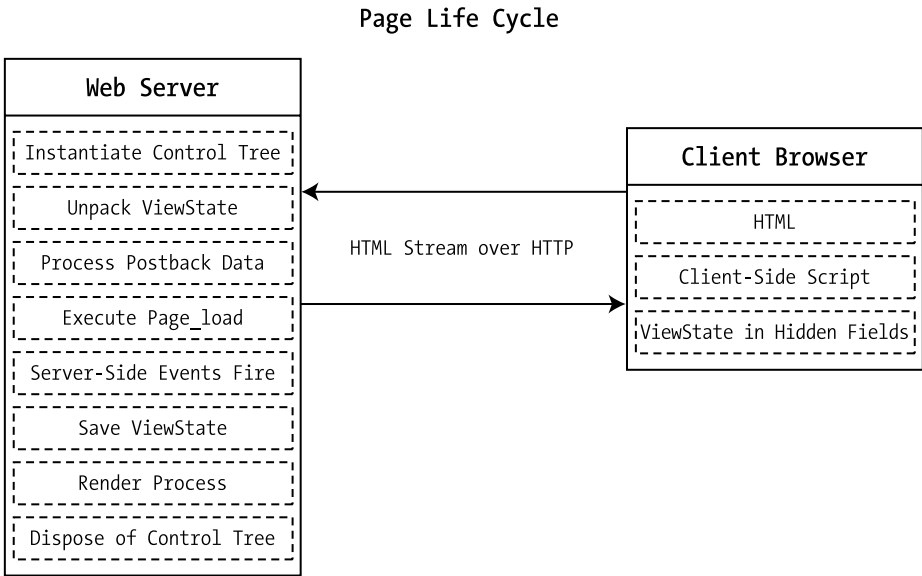 Page Life Cycle
Web Server
Instantiate Control Tree
Unpack ViewState
Process Postback Data
Execute Page_load
Server-Side Events Fire
Save ViewState
Render Process
Dispose of Control Tree
HTML Stream over HTTP
Client Browser
HTML
Client-Side Script
ViewState in Hidden Fields